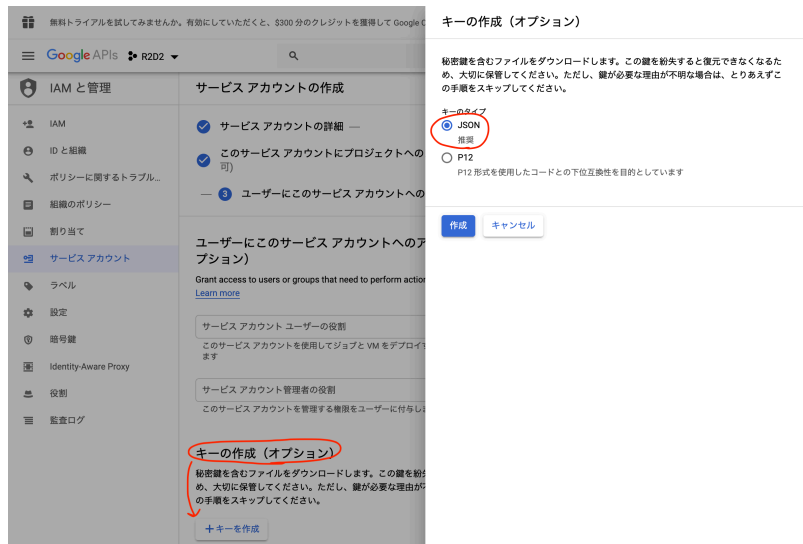 無料トライアルを試してみませんか。有効にしていただくと、$300 分のクレジットを獲得して Google C
Google APIs
R2D2
IAM と管理
IAM
ID と組織
ポリシーに関するトラブル...
組織のポリシー
割り当て
サービス アカウント
ラベル
設定
暗号鍵
Identity-Aware Proxy
役割
監査ログ
サービス アカウントの作成
サービス アカウントの詳細
このサービス アカウントにプロジェクトへの
可)
3 ユーザーにこのサービス アカウントへの
ユーザーにこのサービス アカウントへのア
プション）
Grant access to users or groups that need to perform action
Learn more
サービス アカウント ユーザーの役割
このサービス アカウントを使用してジョブと VM をデプロイす
ます
サービス アカウント管理者の役割
このサービス アカウントを管理する権限をユーザーに付与し
キーの作成（オプション）
秘密鍵を含むファイルをダウンロードします。この鍵を紛失
め、大切に保管してください。ただし、鍵が必要な理由が
の手順をスキップしてください。
+キーを作成
キーの作成（オプション）
秘密鍵を含むファイルをダウンロードします。この鍵を紛失すると復元できなくなるた
め、大切に保管してください。ただし、鍵が必要な理由が不明な場合は、とりあえずこ
の手順をスキップしてください。
キーのタイプ
JSON
推奨
P12
P12 形式を使用したコードとの下位互換性を目的としています
作成
キャンセル